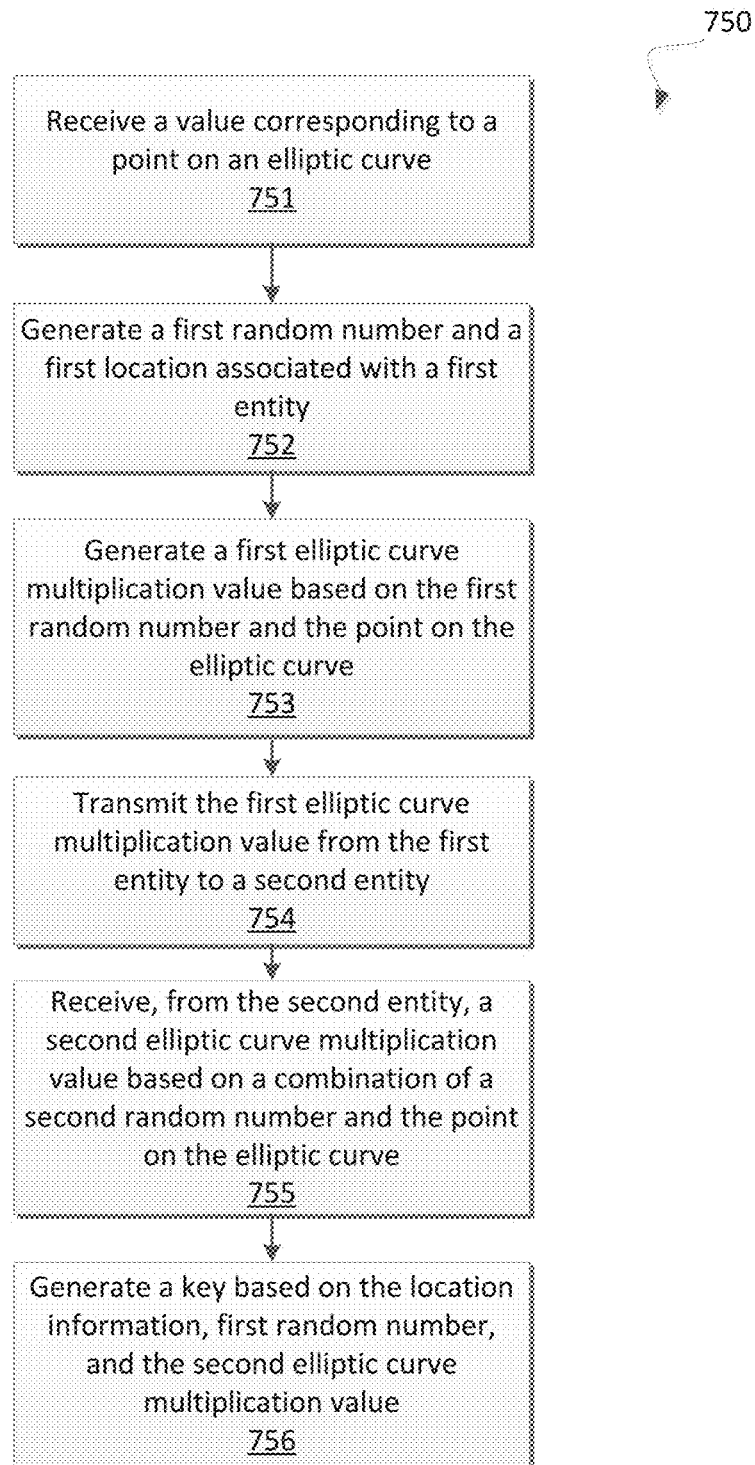 750
Receive a value corresponding to a
point on an elliptic curve
751
Generate a first random number and a
first location associated with a first
entity
752
Generate a first elliptic curve
multiplication value based on the first
random number and the point on the
elliptic curve
753
Transmit the first elliptic curve
multiplication value from the first
entity to a second entity
754
Receive, from the second entity, a
second elliptic curve multiplication
value based on a combination of a
second random number and the point
on the elliptic curve
755
Generate a key based on the location
information, first random number,
and the second elliptic curve
multiplication value
756